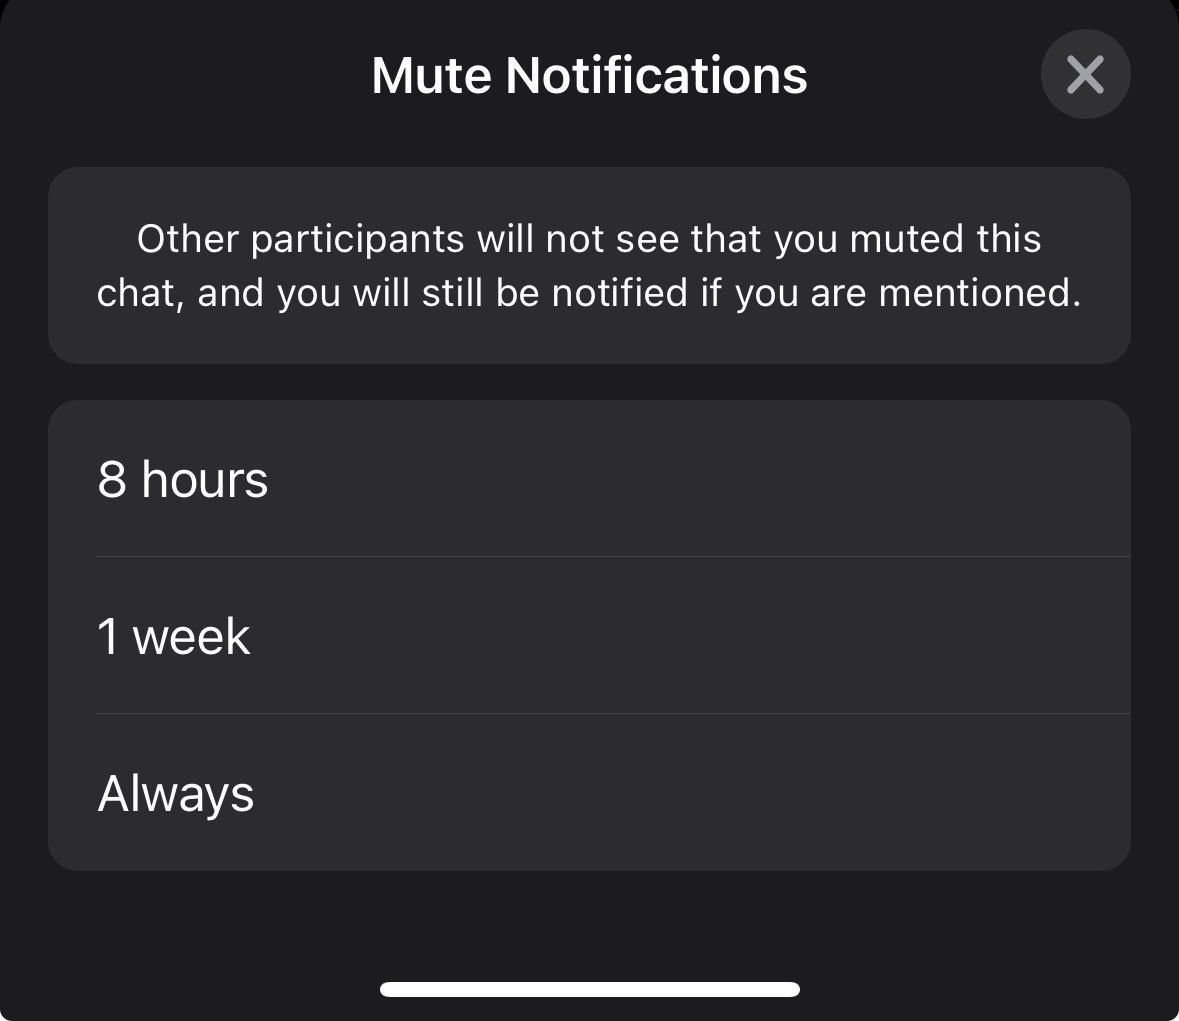 Mute Notifications
Other participants will not see that you muted this
chat, and you will still be notified if you are mentioned.
8 hours
1 week
Always